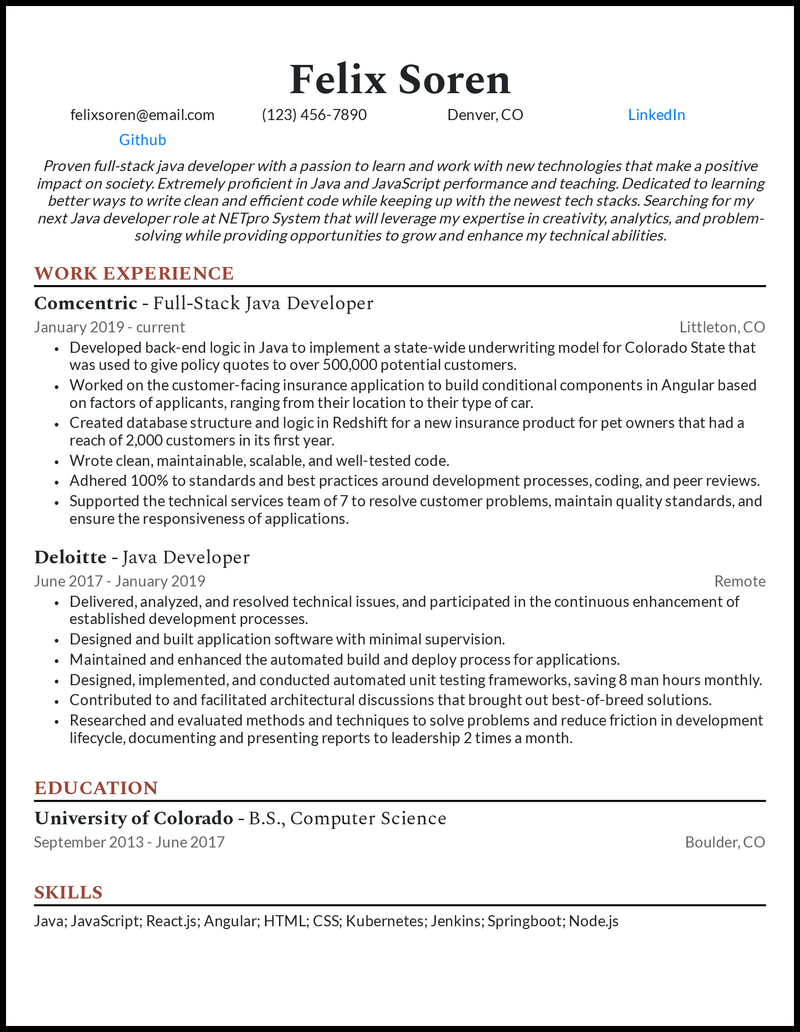 Felix Soren
felixsoren@email.com (123) 456-7890 Denver, CO LinkedIn
Github
Proven full-stack java developer with a passion to learn and work with new technologies that make a positive
impact on society. Extremely proficient in Java and JavaScript performance and teaching. Dedicated to learning
better ways to write clean and efficient code while keeping up with the newest tech stacks. Searching for my
next Java developer role at NETpro System that will leverage my expertise in creativity, analytics, and problem-
solving while providing opportunities to grow and enhance my technical abilities.
WORK EXPERIENCE
Comcentric - Full-Stack Java Developer
January 2019 - current Littleton, CO
• Developed back-end logic in Java to implement a state-wide underwriting model for Colorado State that
was used to give policy quotes to over 500,000 potential customers.
• Worked on the customer-facing insurance application to build conditional components in Angular based
on factors of applicants, ranging from their location to their type of car.
• Created database structure and logic in Redshift for a new insurance product for pet owners that had a
reach of 2,000 customers in its first year.
• Wrote clean, maintainable, scalable, and well-tested code.
• Adhered 100% to standards and best practices around development processes, coding, and peer reviews.
• Supported the technical services team of 7 to resolve customer problems, maintain quality standards, and
ensure the responsiveness of applications.
Deloitte - Java Developer
June 2017 - January 2019 Remote
• Delivered, analyzed, and resolved technical issues, and participated in the continuous enhancement of
established development processes.
• Designed and built application software with minimal supervision.
• Maintained and enhanced the automated build and deploy process for applications.
• Designed, implemented, and conducted automated unit testing frameworks, saving 8 man hours monthly.
• Contributed to and facilitated architectural discussions that brought out best-of-breed solutions.
• Researched and evaluated methods and techniques to solve problems and reduce friction in development
lifecycle, documenting and presenting reports to leadership 2 times a month.
EDUCATION
University of Colorado - B.S., Computer Science
September 2013 - June 2017 Boulder, CO
SKILLS
Java; JavaScript; React.js; Angular; HTML; CSS; Kubernetes; Jenkins; Springboot; Node.js